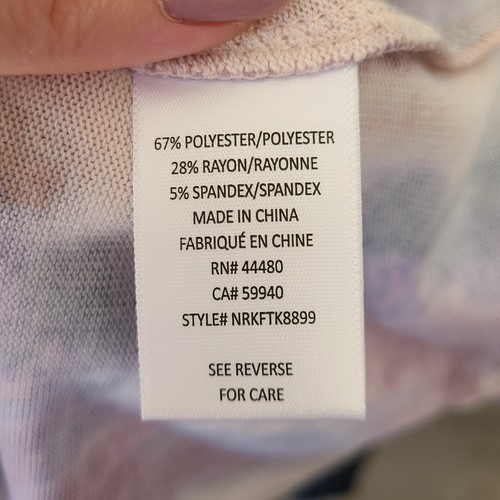 67% POLYESTER/POLYESTER
28% RAYON/RAYONNE
5% SPANDEX/SPANDEX
MADE IN CHINA
FABRIQUÉ EN CHINE
RN# 44480
CA# 59940
STYLE# NRKFTK8899
SEE REVERSE
FOR CARE